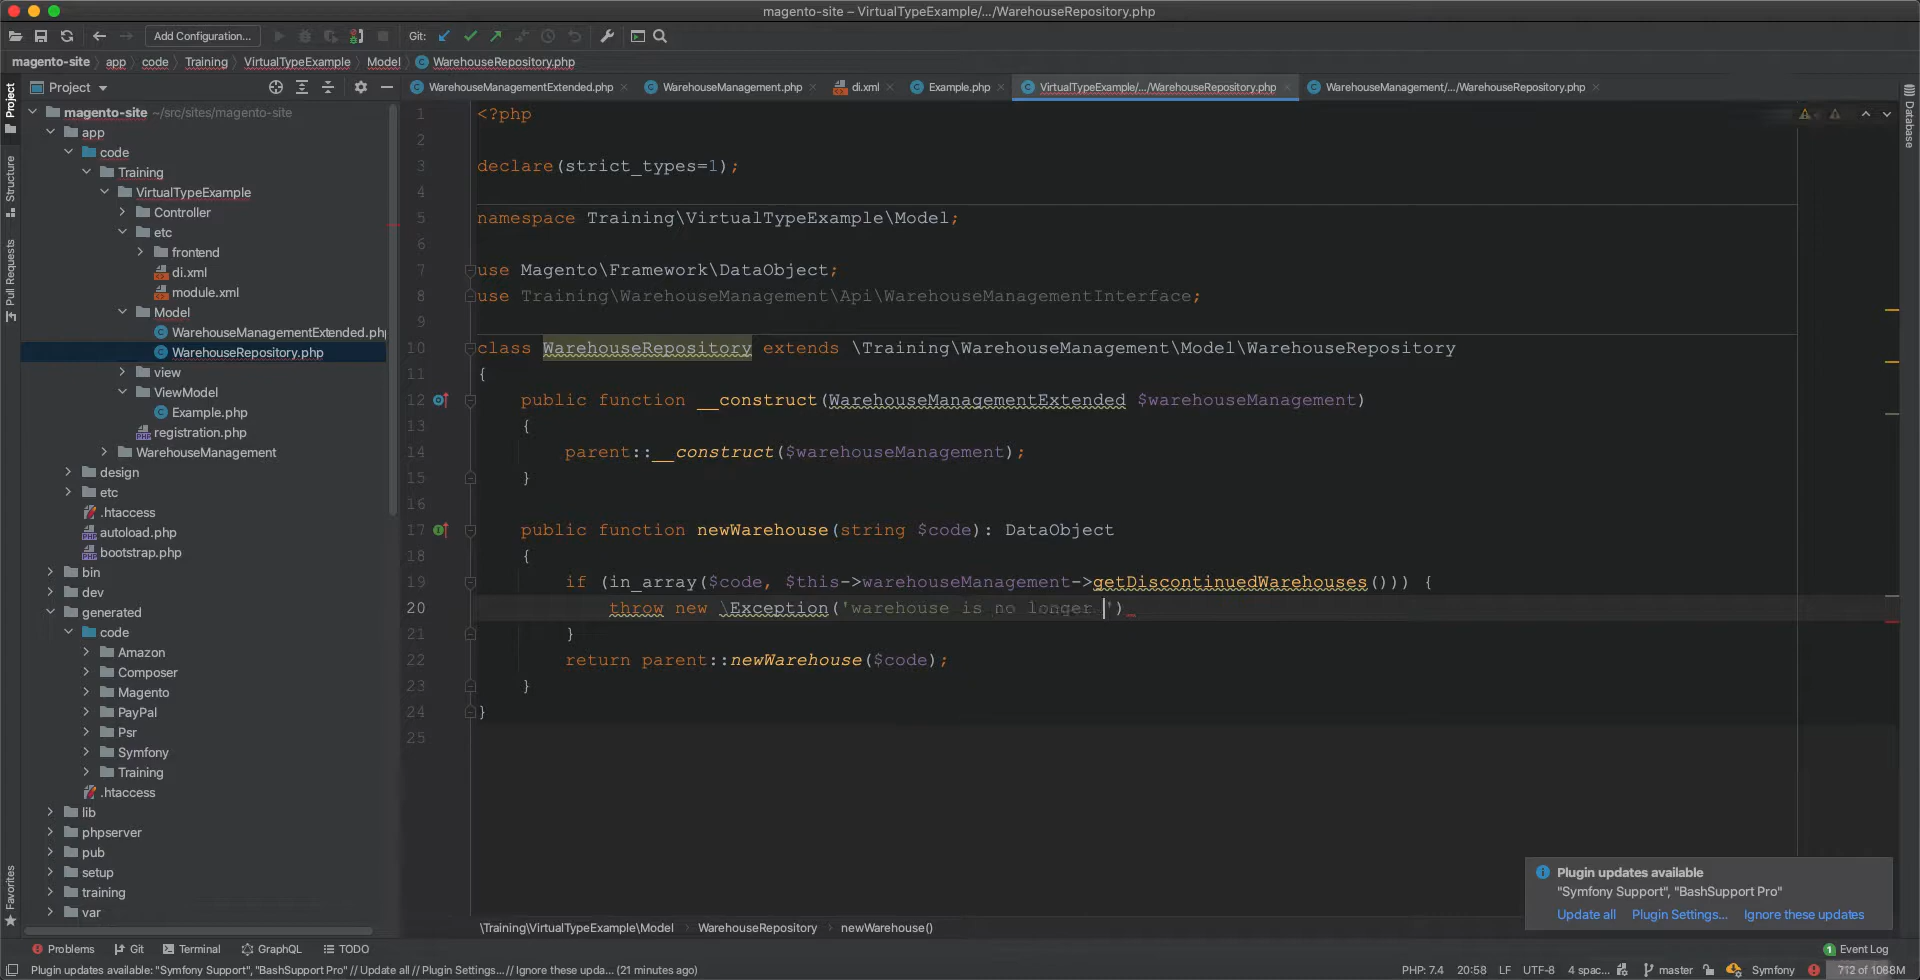 magento-site – VirtualTypeExample/.../WarehouseRepository.php
Add Configuration...
Git:
magento-site
app
code
Training
VirtualTypeExample
Model
WarehouseRepository.php
Project
WarehouseManagementExtended.php
WarehouseManagement.php
di.xml
Example.php
VirtualTypeExample/.../WarehouseRepository.php
WarehouseManagement/.../WarehouseRepository.php
Project
Structure
Pull Requests
Favorites
Database
magento-site ~/src/sites/magento-site
app
code
Training
VirtualTypeExample
Controller
etc
frontend
di.xml
module.xml
Model
WarehouseManagementExtended.php
WarehouseRepository.php
view
ViewModel
Example.php
registration.php
WarehouseManagement
design
etc
.htaccess
autoload.php
bootstrap.php
bin
dev
generated
code
Amazon
Composer
Magento
PayPal
Psr
Symfony
Training
.htaccess
lib
phpserver
pub
setup
training
var
1 <?php
2
3 declare(strict_types=1);
4
5 namespace Training\VirtualTypeExample\Model;
6
7 use Magento\Framework\DataObject;
8 use Training\WarehouseManagement\Api\WarehouseManagementInterface;
9
10 class WarehouseRepository extends \Training\WarehouseManagement\Model\WarehouseRepository
11 {
12 public function __construct(WarehouseManagementExtended $warehouseManagement)
13 {
14 parent::__construct($warehouseManagement);
15 }
16
17 public function newWarehouse(string $code): DataObject
18 {
19 if (in_array($code, $this->warehouseManagement->getDiscontinuedWarehouses())) {
20 throw new \Exception('warehouse is no longer ')
21 }
22 return parent::newWarehouse($code);
23 }
24 }
25
Plugin updates available
"Symfony Support", "BashSupport Pro"
Update all Plugin Settings... Ignore these updates
\Training\VirtualTypeExample\Model
WarehouseRepository
newWarehouse()
Problems
Git
Terminal
GraphQL
TODO
1 Event Log
Plugin updates available: "Symfony Support", "BashSupport Pro" // Update all // Plugin Settings... // Ignore these upda... (21 minutes ago)
PHP: 7.4
20:58
LF
UTF-8
4 spac...
master
Symfony
712 of 1088M